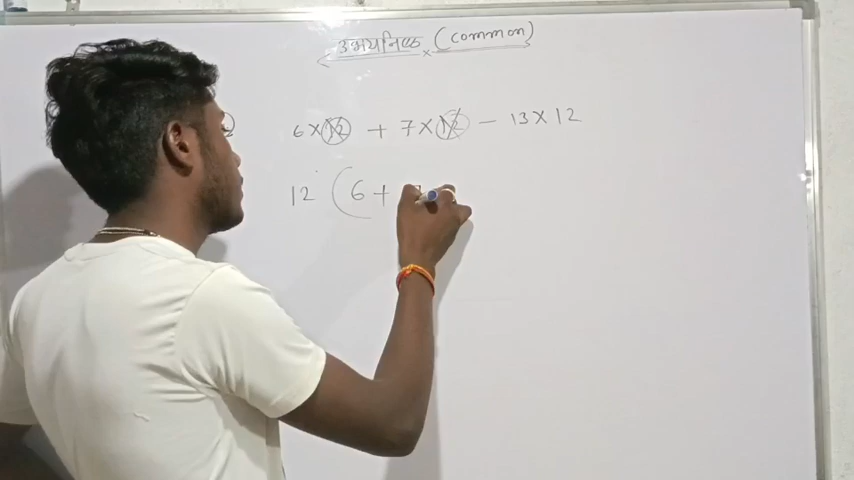 उभयनिष्ठ (common)
6 × 12 + 7 × 12 - 13 × 12
12 ( 6 +